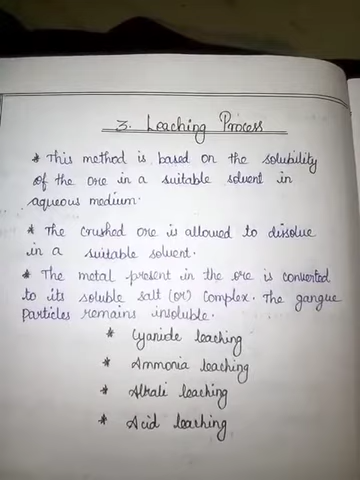 3. Leaching Process
* This method is based on the solubility
of the ore in a suitable solvent in
aqueous medium.
* The crushed ore is allowed to dissolve
in a suitable solvent.
* The metal present in the ore is converted
to its soluble salt (or) complex. The gangue
particles remains insoluble.
* Cyanide leaching
* Ammonia leaching
* Alkali leaching
* Acid leaching